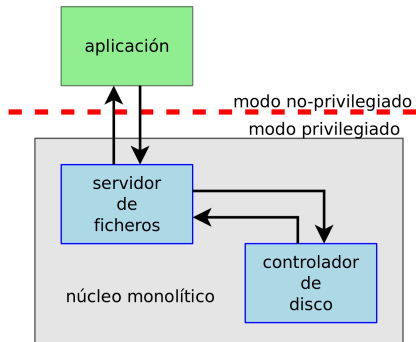 aplicación
modo no-privilegiado
modo privilegiado
servidor
de
ficheros
controlador
de
disco
núcleo monolítico